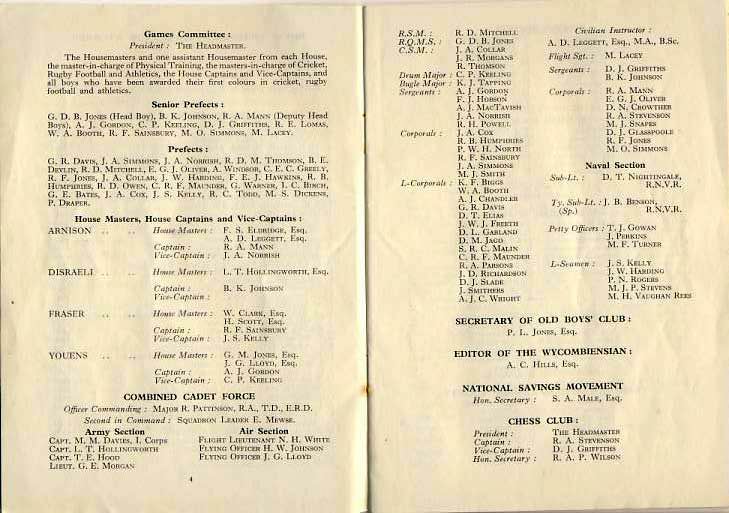 Games Committee :
President : THE HEADMASTER.
The Housemasters and one assistant Housemaster from each House,
the master-in-charge of Physical Training, the masters-in-charge of Cricket,
Rugby Football and Athletics, the House Captains and Vice-Captains, and
all boys who have been awarded their first colours in cricket, rugby
football and athletics.
Senior Prefects :
G. D. B. JONES (Head Boy), B. K. JOHNSON, R. A. MANN (Deputy Head
Boys), A. J. GORDON, C. P. KEELING, D. J. GRIFFITHS, R. E. LOMAS,
W. A. BOOTH, R. F. SAINSBURY, M. O. SIMMONS, M. LACEY.
Prefects :
G. R. DAVIS, J. A. SIMMONS, J. A. NORRISH, R. D. M. THOMSON, B. E.
DEVLIN, R. D. MITCHELL, E. G. J. OLIVER, A. WINDSOR, C. E. C. GREELY,
R. F. JONES, J. A. COLLAR, J. W. HARDING, F. E. J. HAWKINS, R. B.
HUMPHRIES, R. D. OWEN, C. R. F. MAUNDER, G. WARNER, I. C. BIRCH,
G. E. BATES, J. A. COX, J. S. KELLY, R. C. TODD, M. S. DICKENS,
P. DRAPER.
House Masters, House Captains and Vice-Captains :
ARNISON .. .. House Masters : F. S. ELDRIDGE, ESQ.
A. D. LEGGETT, ESQ.
Captain : R. A. MANN
Vice-Captain : J. A. NORRISH
DISRAELI .. .. House Masters : L. T. HOLLINGWORTH, ESQ.
Captain : B. K. JOHNSON
Vice-Captain :
FRASER .. .. House Masters : W. CLARK, ESQ.
H. SCOTT, ESQ.
Captain : R. F. SAINSBURY
Vice-Captain : J. S. KELLY
YOUENS .. .. House Masters : G. M. JONES, ESQ.
J. G. LLOYD, ESQ.
Captain : A. J. GORDON
Vice-Captain : C. P. KEELING
COMBINED CADET FORCE
Officer Commanding : MAJOR R. PATTINSON, R.A., T.D., E.R.D.
Second in Command : SQUADRON LEADER E. MEWSE.
Army Section
CAPT. M. M. DAVIES, I. Corps
CAPT. L. T. HOLLINGWORTH
CAPT. T. E. HOOD
LIEUT. G. E. MORGAN
Air Section
FLIGHT LIEUTENANT N. H. WHITE
FLYING OFFICER H. W. JOHNSON
FLYING OFFICER J. G. LLOYD
4
R.S.M. : R. D. MITCHELL
R.Q.M.S. : G. D. B. JONES
C.S.M. : J. A. COLLAR
J. R. MORGANS
R. THOMSON
Drum Major : C. P. KEELING
Bugle Major : K. J. TAPPING
Sergeants : A. J. GORDON
F. J. HOBSON
A. J. MACTAVISH
J. A. NORRISH
R. H. POWELL
Corporals : J. A. COX
R. B. HUMPHRIES
P. W. H. NORTH
R. F. SAINSBURY
J. A. SIMMONS
M. J. SMITH
L-Corporals : K. F. BIGGS
W. A. BOOTH
A. J. CHANDLER
G. R. DAVIS
D. T. ELIAS
J. W. J. FREETH
D. L. GARLAND
D. M. JAGO
S. R. C. MALIN
C. R. F. MAUNDER
R. A. PARSONS
J. D. RICHARDSON
D. J. SLADE
J. SMITHERS
A. J. C. WRIGHT
Civilian Instructor :
A. D. LEGGETT, ESQ., M.A., B.Sc.
Flight Sgt. : M. LACEY
Sergeants : D. J. GRIFFITHS
B. K. JOHNSON
Corporals : R. A. MANN
E. G. J. OLIVER
D. N. CROWTHER
R. A. STEVENSON
M. J. SNAPES
D. J. GLASSPOOLE
R. F. JONES
M. O. SIMMONS
Naval Section
Sub-Lt. : D. T. NIGHTINGALE,
R.N.V.R.
Ty. Sub-Lt. : J. B. BENSON,
(Sp.) R.N.V.R.
Petty Officers : T. J. GOWAN
J. PERKINS
M. F. TURNER
L-Seamen : J. S. KELLY
J. W. HARDING
P. N. ROGERS
M. J. P. STEVENS
M. H. VAUGHAN REES
SECRETARY OF OLD BOYS' CLUB :
P. L. JONES, ESQ.
EDITOR OF THE WYCOMBIENSIAN :
A. C. HILLS, ESQ.
NATIONAL SAVINGS MOVEMENT
Hon. Secretary : S. A. MALE, ESQ.
CHESS CLUB :
President : THE HEADMASTER
Captain : R. A. STEVENSON
Vice-Captain : D. J. GRIFFITHS
Hon. Secretary : R. A. P. WILSON